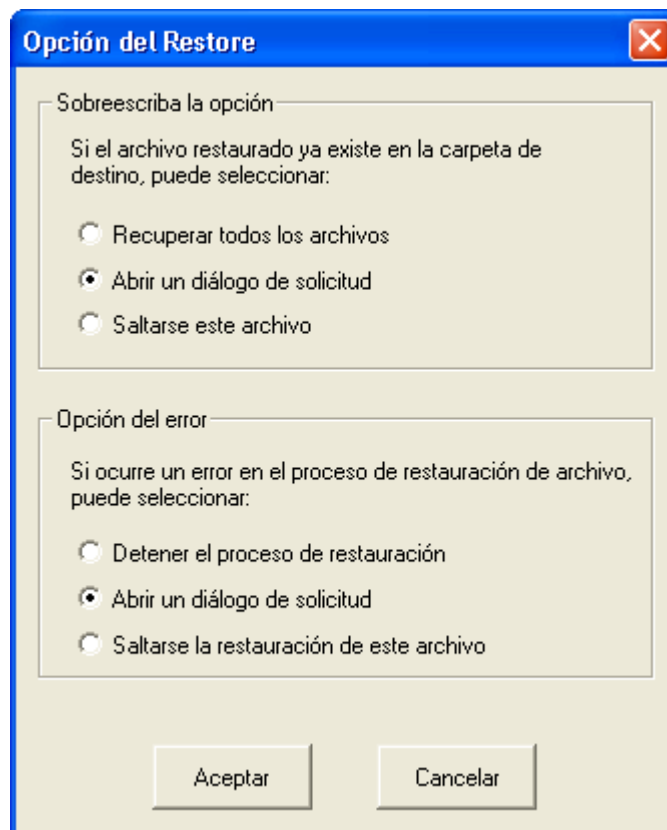 Opción del Restore
Sobreescriba la opción
Si el archivo restaurado ya existe en la carpeta de
destino, puede seleccionar:
Recuperar todos los archivos
Abrir un diálogo de solicitud
Saltarse este archivo
Opción del error
Si ocurre un error en el proceso de restauración de archivo,
puede seleccionar:
Detener el proceso de restauración
Abrir un diálogo de solicitud
Saltarse la restauración de este archivo
Aceptar
Cancelar